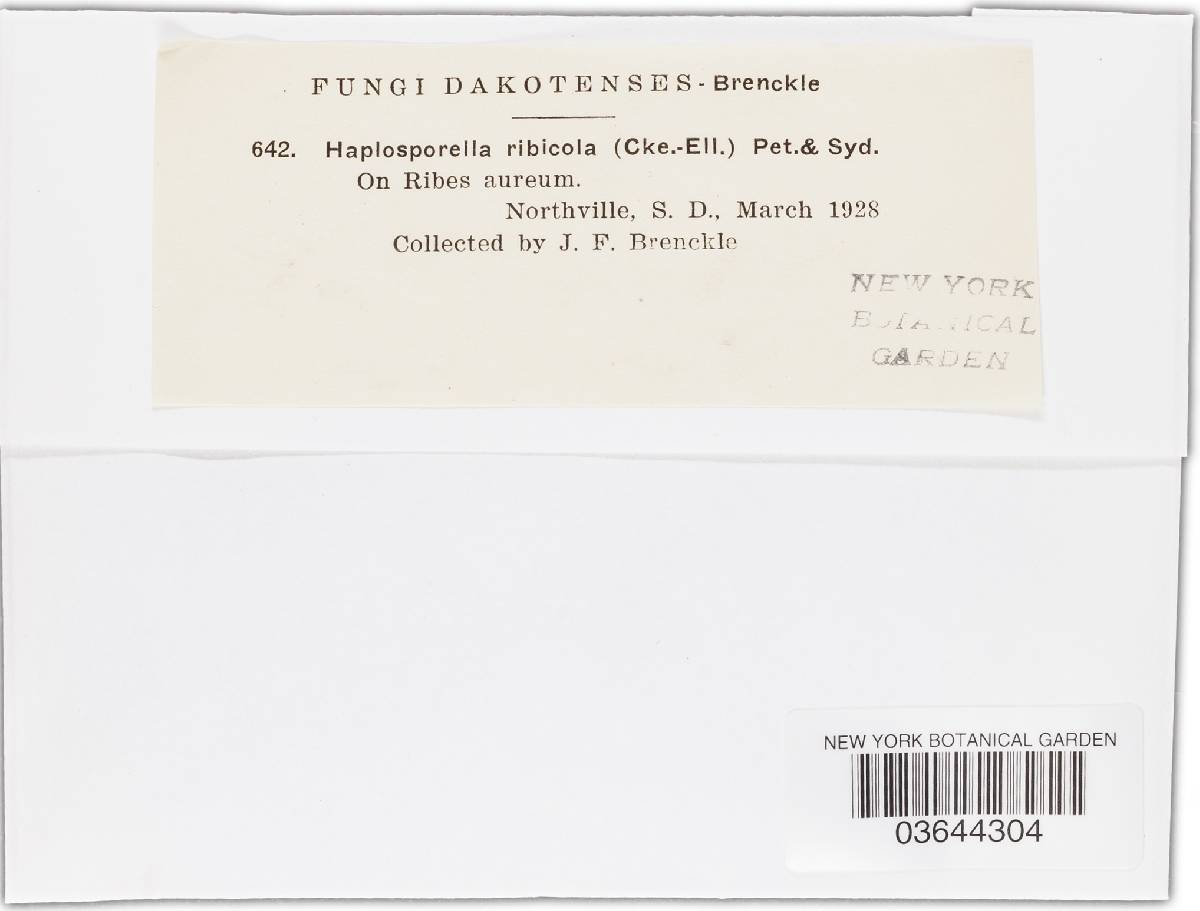 FUNGI DAKOTENSES - Brenckle
642. Haplosporella ribicola (Cke.-Ell.) Pet.& Syd.
On Ribes aureum.
Northville, S. D., March 1928
Collected by J. F. Brenckle
NEW YORK
BOTANICAL
GARDEN
NEW YORK BOTANICAL GARDEN
03644304